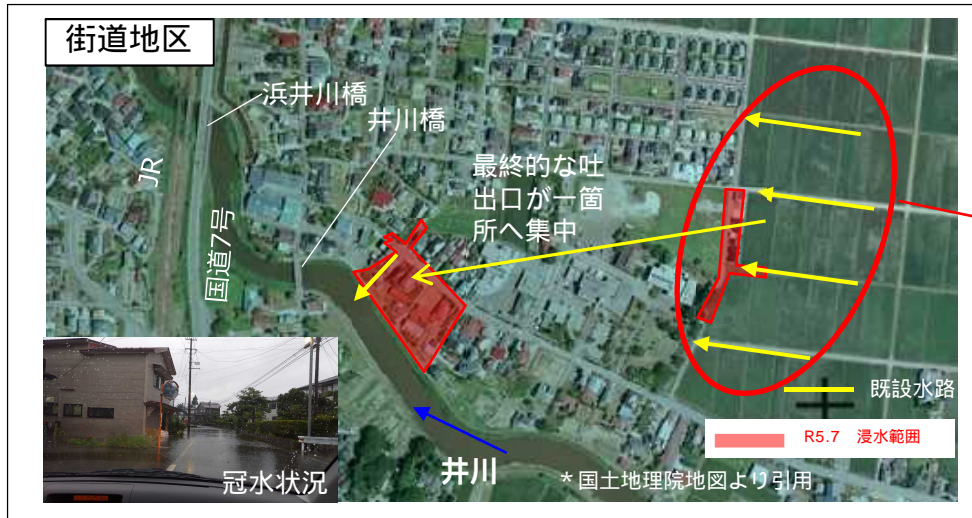 街道地区
浜井川橋
井川橋
JR
国道7号
最終的な吐
出口が一箇
所へ集中
既設水路
R5.7 浸水範囲
冠水状況
井川
*国土地理院地図より引用